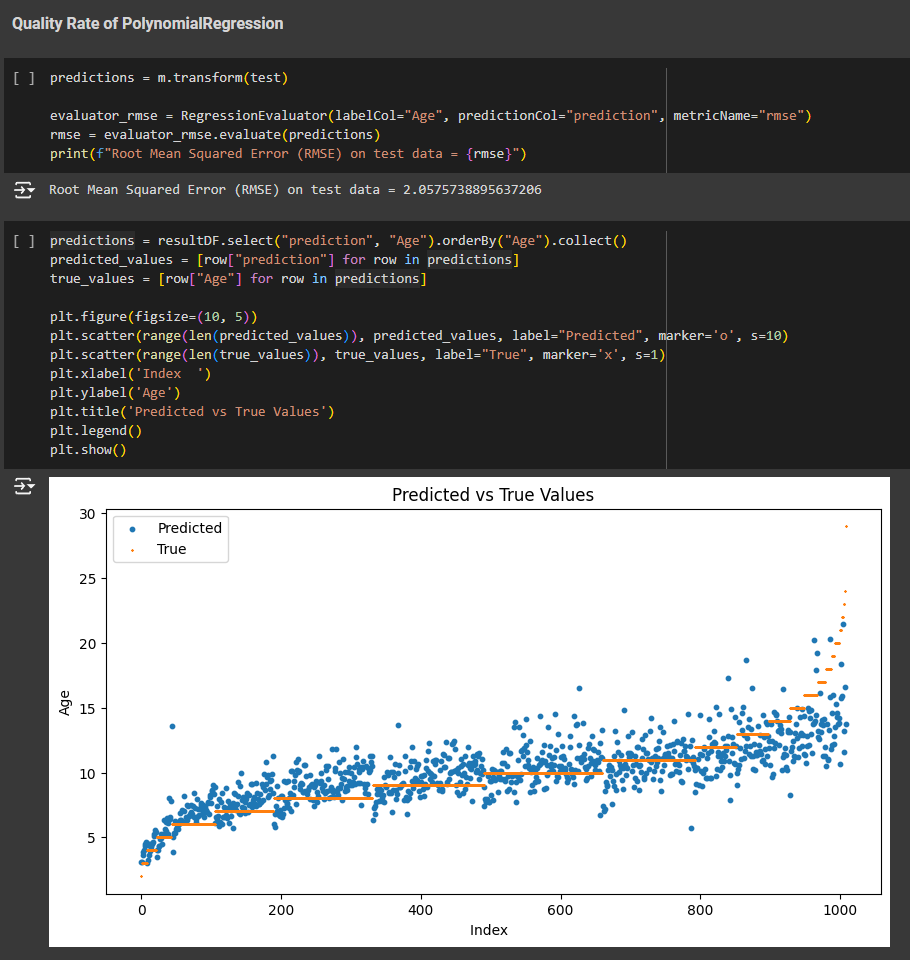 Quality Rate of PolynomialRegression
[ ] predictions = m.transform(test)
evaluator_rmse = RegressionEvaluator(labelCol="Age", predictionCol="prediction", metricName="rmse")
rmse = evaluator_rmse.evaluate(predictions)
print(f"Root Mean Squared Error (RMSE) on test data = {rmse}")
Root Mean Squared Error (RMSE) on test data = 2.0575738895637206
[ ] predictions = resultDF.select("prediction", "Age").orderBy("Age").collect()
predicted_values = [row["prediction"] for row in predictions]
true_values = [row["Age"] for row in predictions]
plt.figure(figsize=(10, 5))
plt.scatter(range(len(predicted_values)), predicted_values, label="Predicted", marker='o', s=10)
plt.scatter(range(len(true_values)), true_values, label="True", marker='x', s=1)
plt.xlabel('Index  ')
plt.ylabel('Age')
plt.title('Predicted vs True Values')
plt.legend()
plt.show()
Predicted vs True Values
Predicted
True
30
25
20
15
10
5
Age
0 200 400 600 800 1000
Index